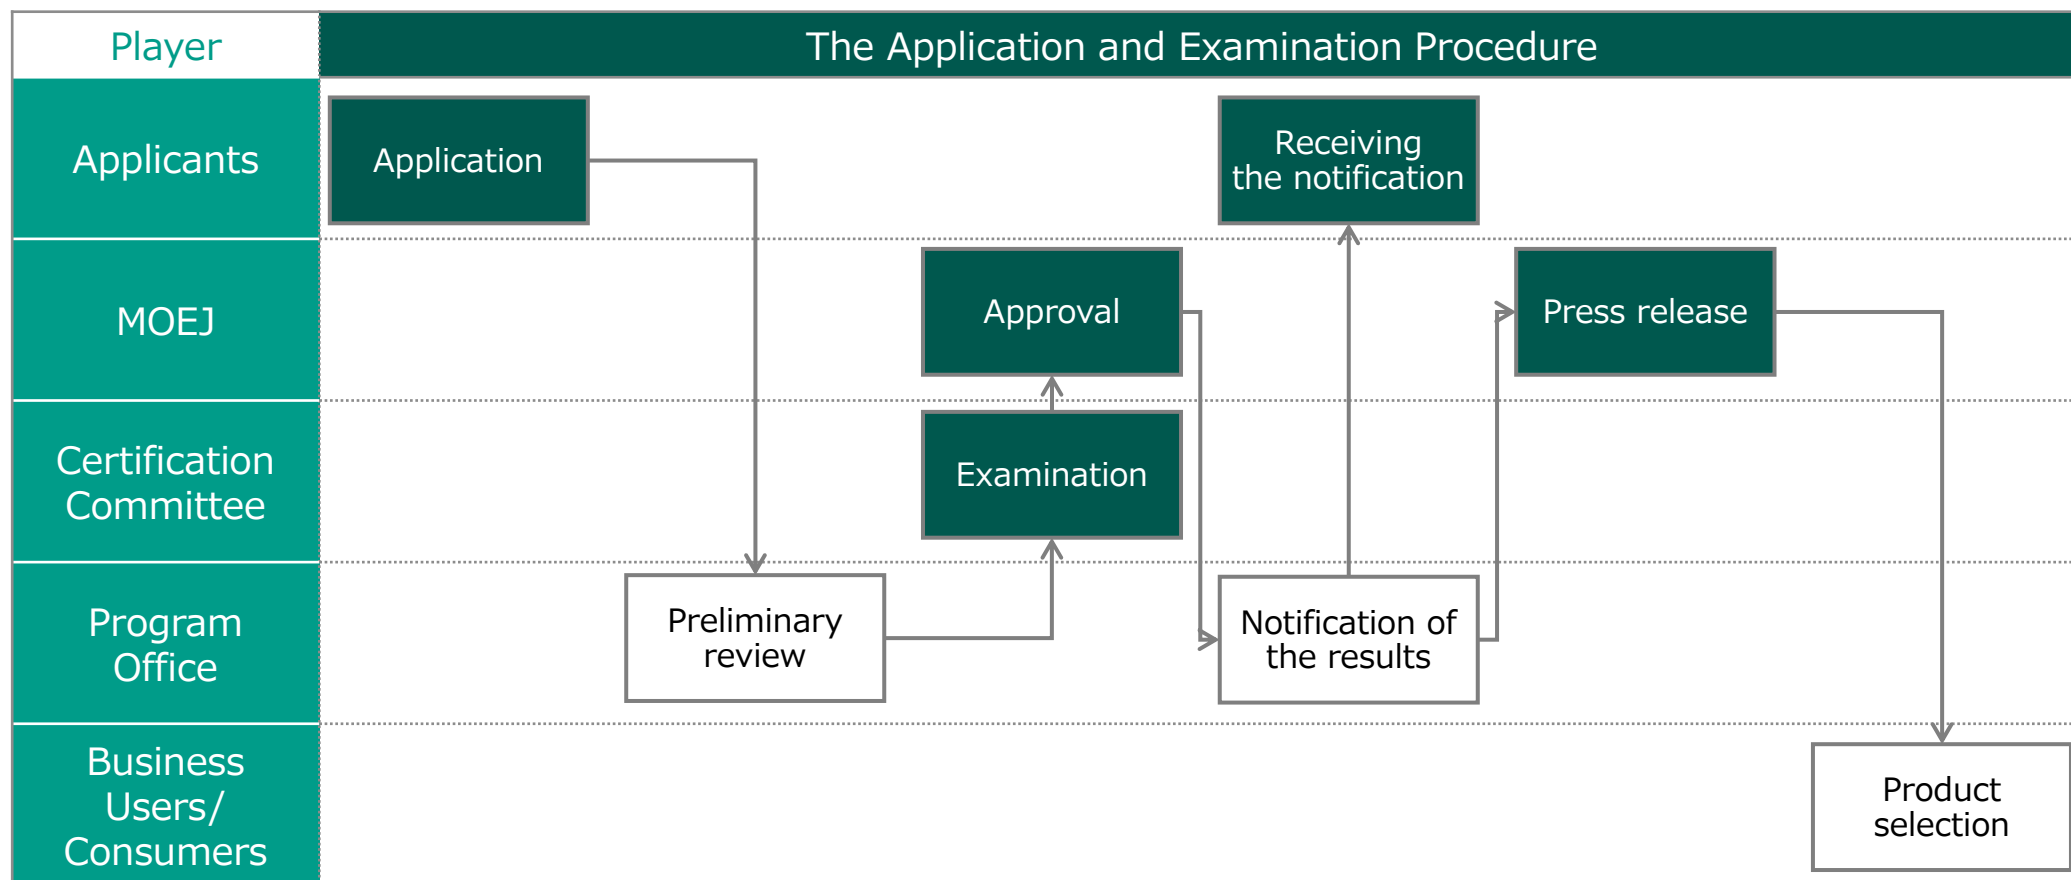 Player
The Application and Examination Procedure
Applicants
Application
Receiving
the notification
MOEJ
Approval
Press release
Certification
Committee
Examination
Program
Office
Preliminary
review
Notification of
the results
Business
Users/
Consumers
Product
selection